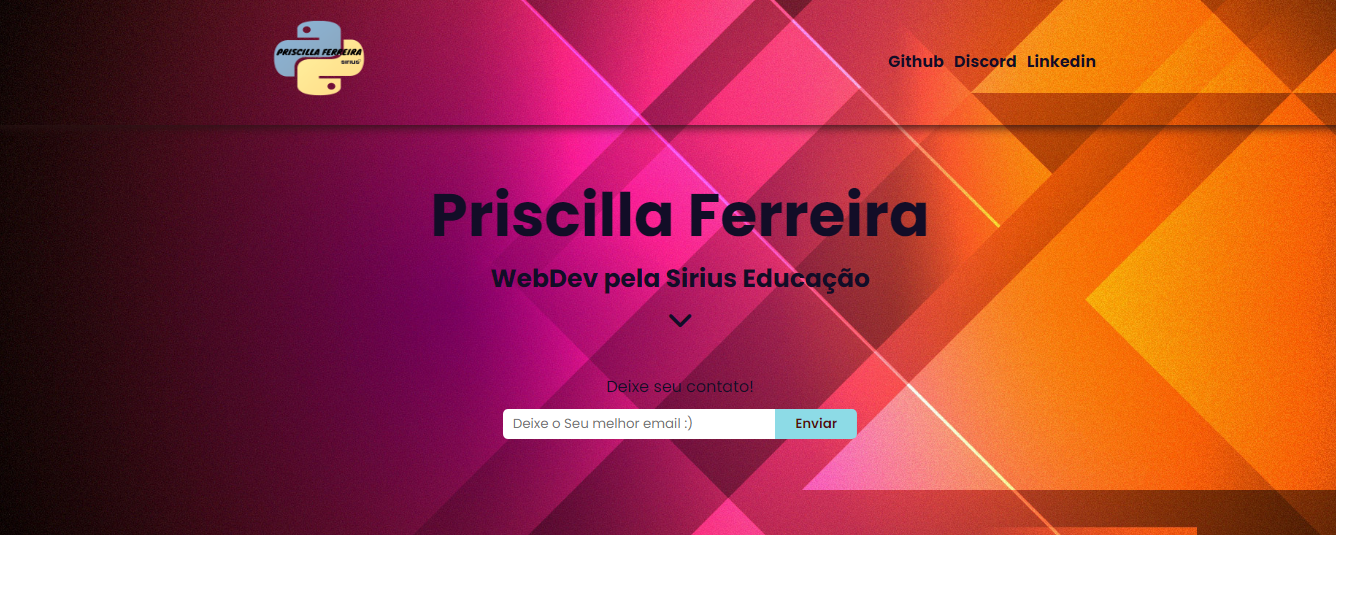 PRISCILLA FERREIRA
sirius
Github Discord Linkedin
Priscilla Ferreira
WebDev pela Sirius Educação
Deixe seu contato!
Deixe o Seu melhor email :)
Enviar